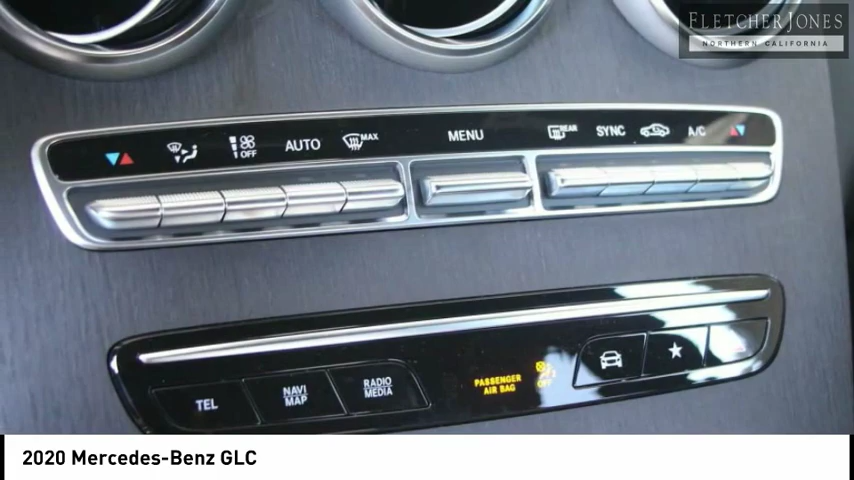 FLETCHER JONES
NORTHERN CALIFORNIA
1 OFF AUTO MAX MENU REAR SYNC A/C
TEL NAVI MAP RADIO MEDIA PASSENGER AIR BAG OFF
2020 Mercedes-Benz GLC